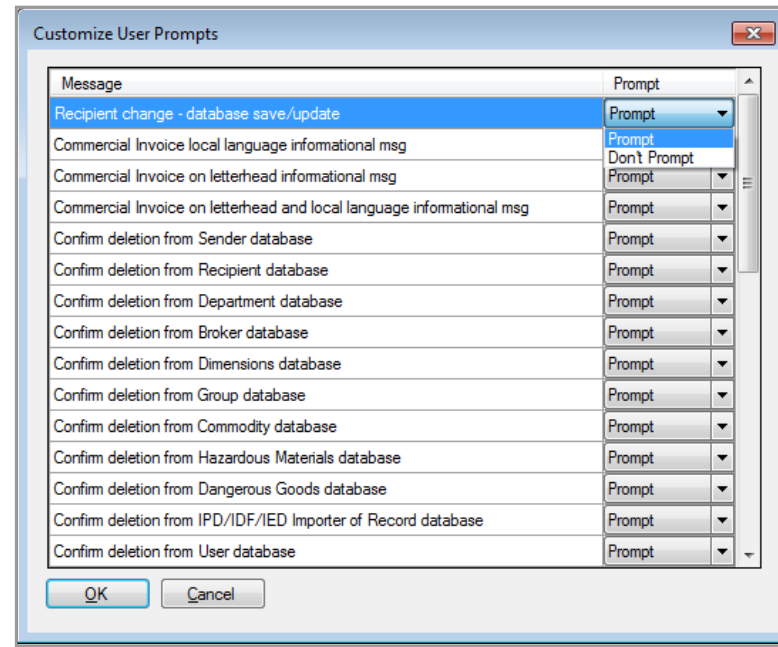 Customize User Prompts
Message Prompt
Recipient change - database save/update Prompt
Prompt
Commercial Invoice local language informational msg
Don't Prompt
Commercial Invoice on letterhead informational msg Prompt
Commercial Invoice on letterhead and local language informational msg Prompt
Confirm deletion from Sender database Prompt
Confirm deletion from Recipient database Prompt
Confirm deletion from Department database Prompt
Confirm deletion from Broker database Prompt
Confirm deletion from Dimensions database Prompt
Confirm deletion from Group database Prompt
Confirm deletion from Commodity database Prompt
Confirm deletion from Hazardous Materials database Prompt
Confirm deletion from Dangerous Goods database Prompt
Confirm deletion from IPD/IDF/IED Importer of Record database Prompt
Confirm deletion from User database Prompt
OK Cancel